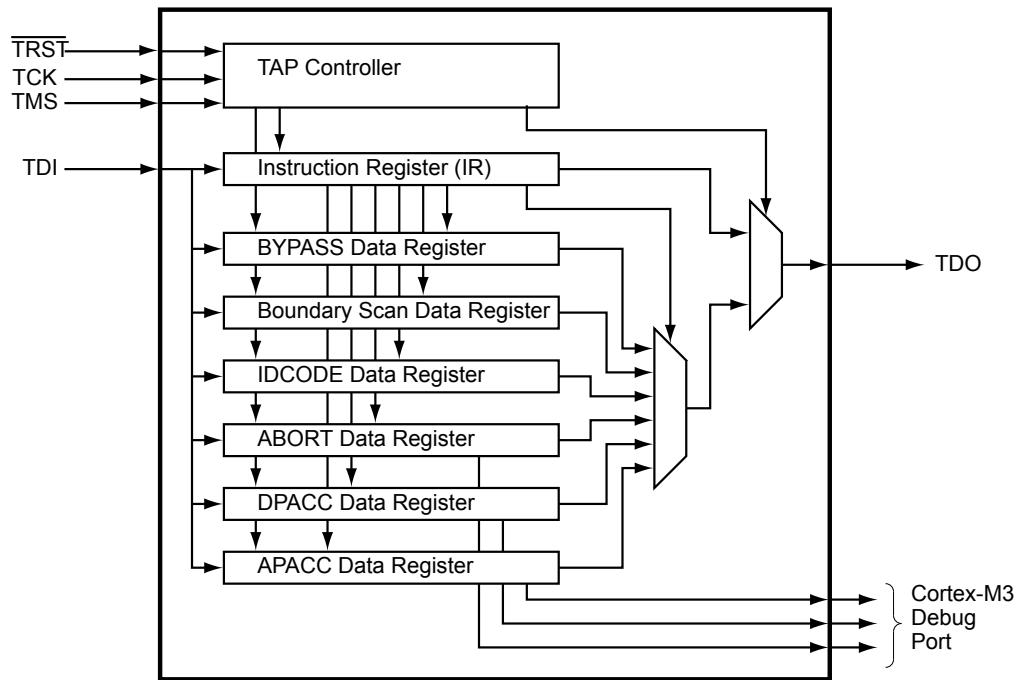 TRST
TCK
TMS
TDI
TAP Controller
Instruction Register (IR)
BYPASS Data Register
Boundary Scan Data Register
IDCODE Data Register
ABORT Data Register
DPACC Data Register
APACC Data Register
TDO
Cortex-M3
Debug
Port